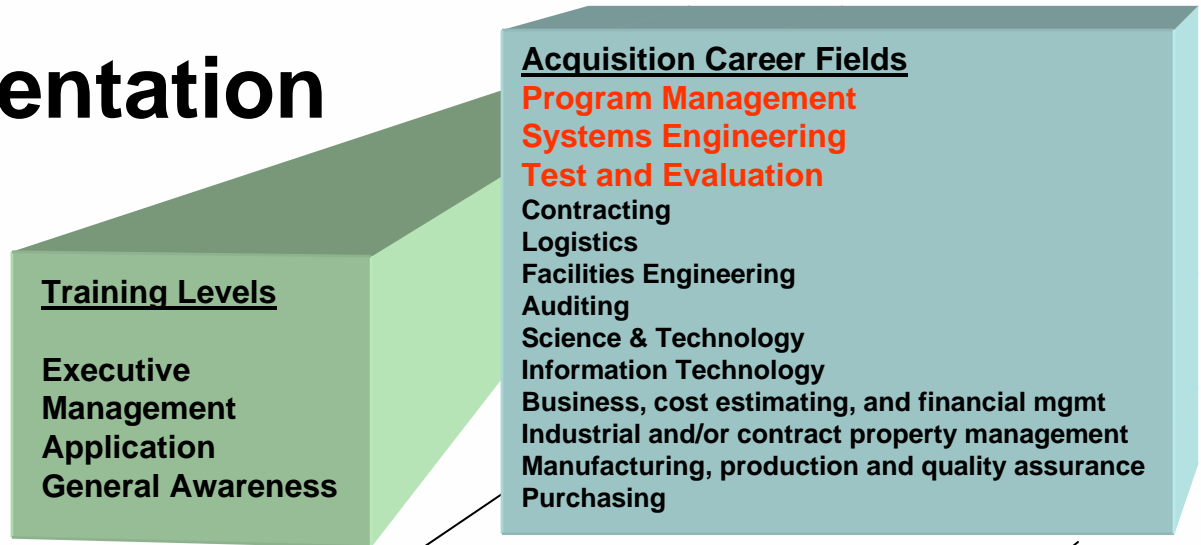 entation
Acquisition Career Fields
Program Management
Systems Engineering
Test and Evaluation
Contracting
Logistics
Facilities Engineering
Auditing
Science & Technology
Information Technology
Business, cost estimating, and financial mgmt
Industrial and/or contract property management
Manufacturing, production and quality assurance
Purchasing
Training Levels
Executive
Management
Application
General Awareness